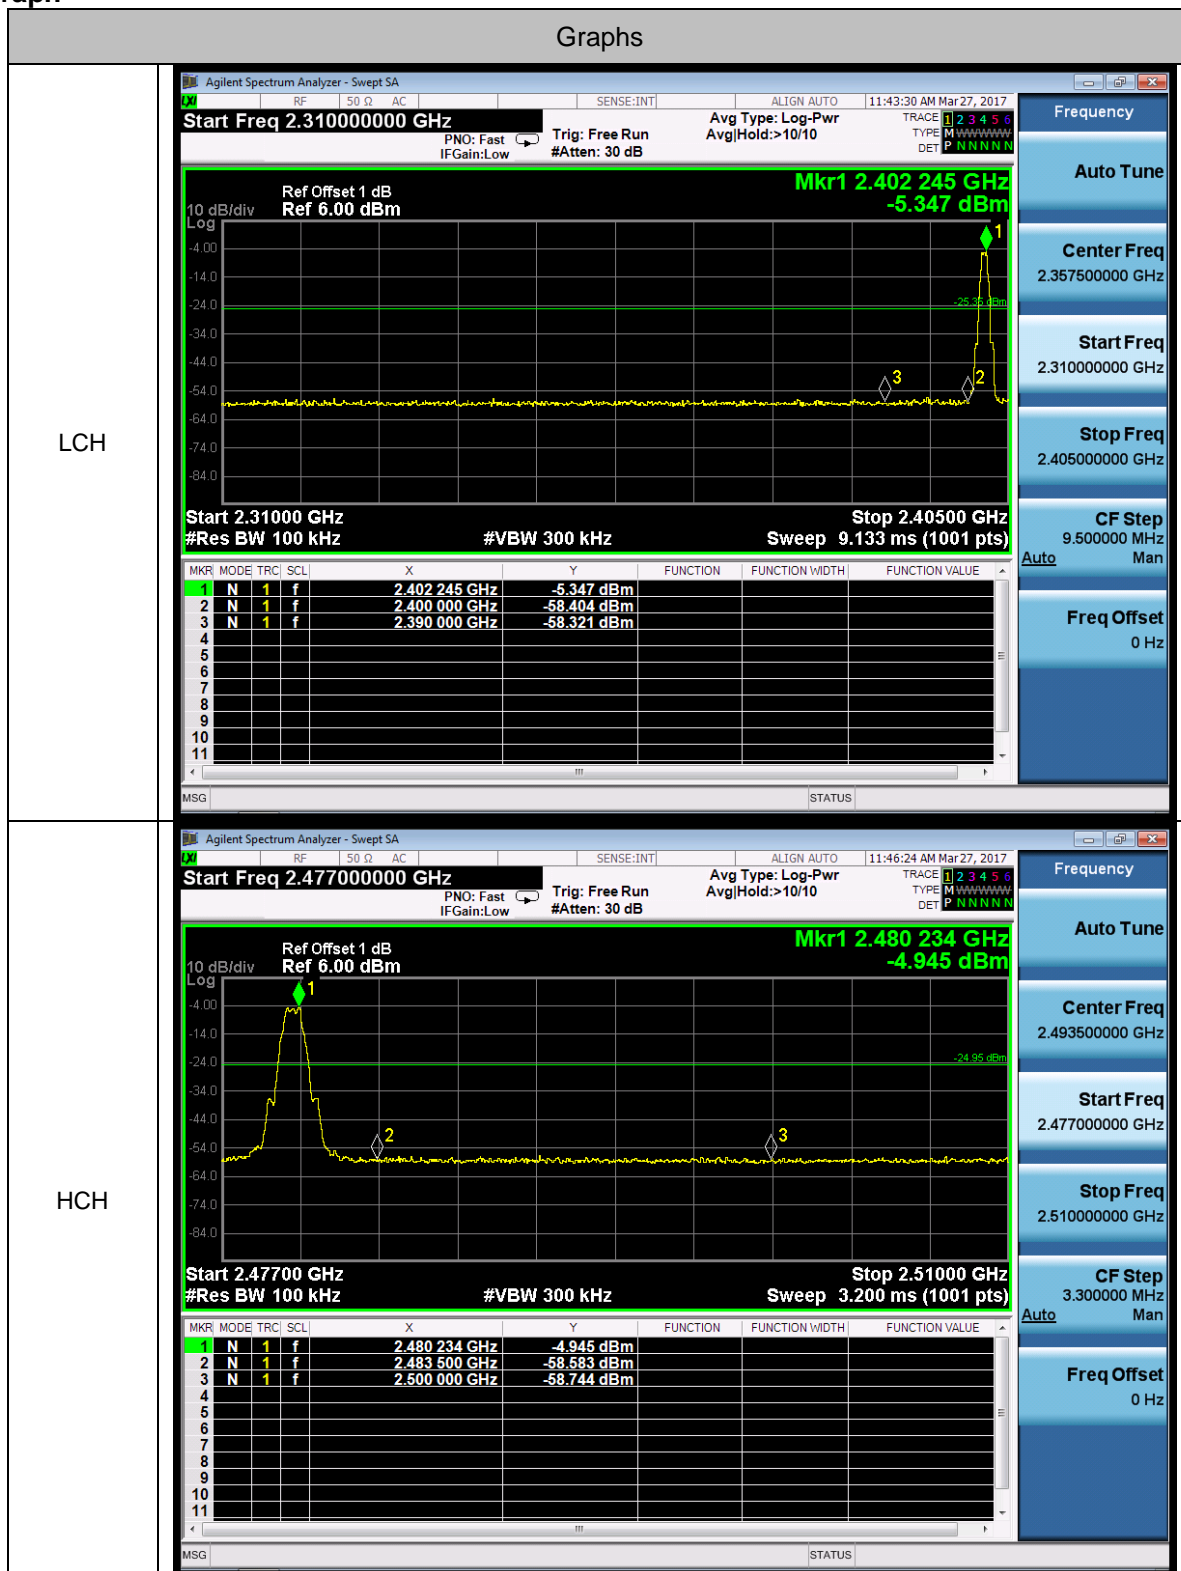 Graphs
LCH
Agilent Spectrum Analyzer - Swept SA
LXI RF 50 Ω AC SENSE:INT ALIGN AUTO 11:43:30 AM Mar 27, 2017
Start Freq 2.310000000 GHz
PNO: Fast
IFGain:Low
Trig: Free Run
#Atten: 30 dB
Avg Type: Log-Pwr
Avg|Hold:>10/10
TRACE 1 2 3 4 5 6
TYPE M WWWWW
DET P N N N N N
Ref Offset 1 dB
10 dB/div Ref 6.00 dBm
Log
Mkr1 2.402 245 GHz
-5.347 dBm
-4.00
-14.0
-24.0
-34.0
-44.0
-54.0
-64.0
-74.0
-84.0
-25.35 dBm
1
3
2
Start 2.31000 GHz Stop 2.40500 GHz
#Res BW 100 kHz #VBW 300 kHz Sweep 9.133 ms (1001 pts)
MKR MODE TRC SCL X Y FUNCTION FUNCTION WIDTH FUNCTION VALUE
1 N 1 f 2.402 245 GHz -5.347 dBm
2 N 1 f 2.400 000 GHz -58.404 dBm
3 N 1 f 2.390 000 GHz -58.321 dBm
4
5
6
7
8
9
10
11
MSG STATUS
Frequency
Auto Tune
Center Freq
2.357500000 GHz
Start Freq
2.310000000 GHz
Stop Freq
2.405000000 GHz
CF Step
9.500000 MHz
Auto Man
Freq Offset
0 Hz
HCH
Agilent Spectrum Analyzer - Swept SA
LXI RF 50 Ω AC SENSE:INT ALIGN AUTO 11:46:24 AM Mar 27, 2017
Start Freq 2.477000000 GHz
PNO: Fast
IFGain:Low
Trig: Free Run
#Atten: 30 dB
Avg Type: Log-Pwr
Avg|Hold:>10/10
TRACE 1 2 3 4 5 6
TYPE M WWWWW
DET P N N N N N
Ref Offset 1 dB
10 dB/div Ref 6.00 dBm
Log
Mkr1 2.480 234 GHz
-4.945 dBm
-4.00
-14.0
-24.0
-34.0
-44.0
-54.0
-64.0
-74.0
-84.0
-24.95 dBm
1
2
3
Start 2.47700 GHz Stop 2.51000 GHz
#Res BW 100 kHz #VBW 300 kHz Sweep 3.200 ms (1001 pts)
MKR MODE TRC SCL X Y FUNCTION FUNCTION WIDTH FUNCTION VALUE
1 N 1 f 2.480 234 GHz -4.945 dBm
2 N 1 f 2.483 500 GHz -58.583 dBm
3 N 1 f 2.500 000 GHz -58.744 dBm
4
5
6
7
8
9
10
11
MSG STATUS
Frequency
Auto Tune
Center Freq
2.493500000 GHz
Start Freq
2.477000000 GHz
Stop Freq
2.510000000 GHz
CF Step
3.300000 MHz
Auto Man
Freq Offset
0 Hz